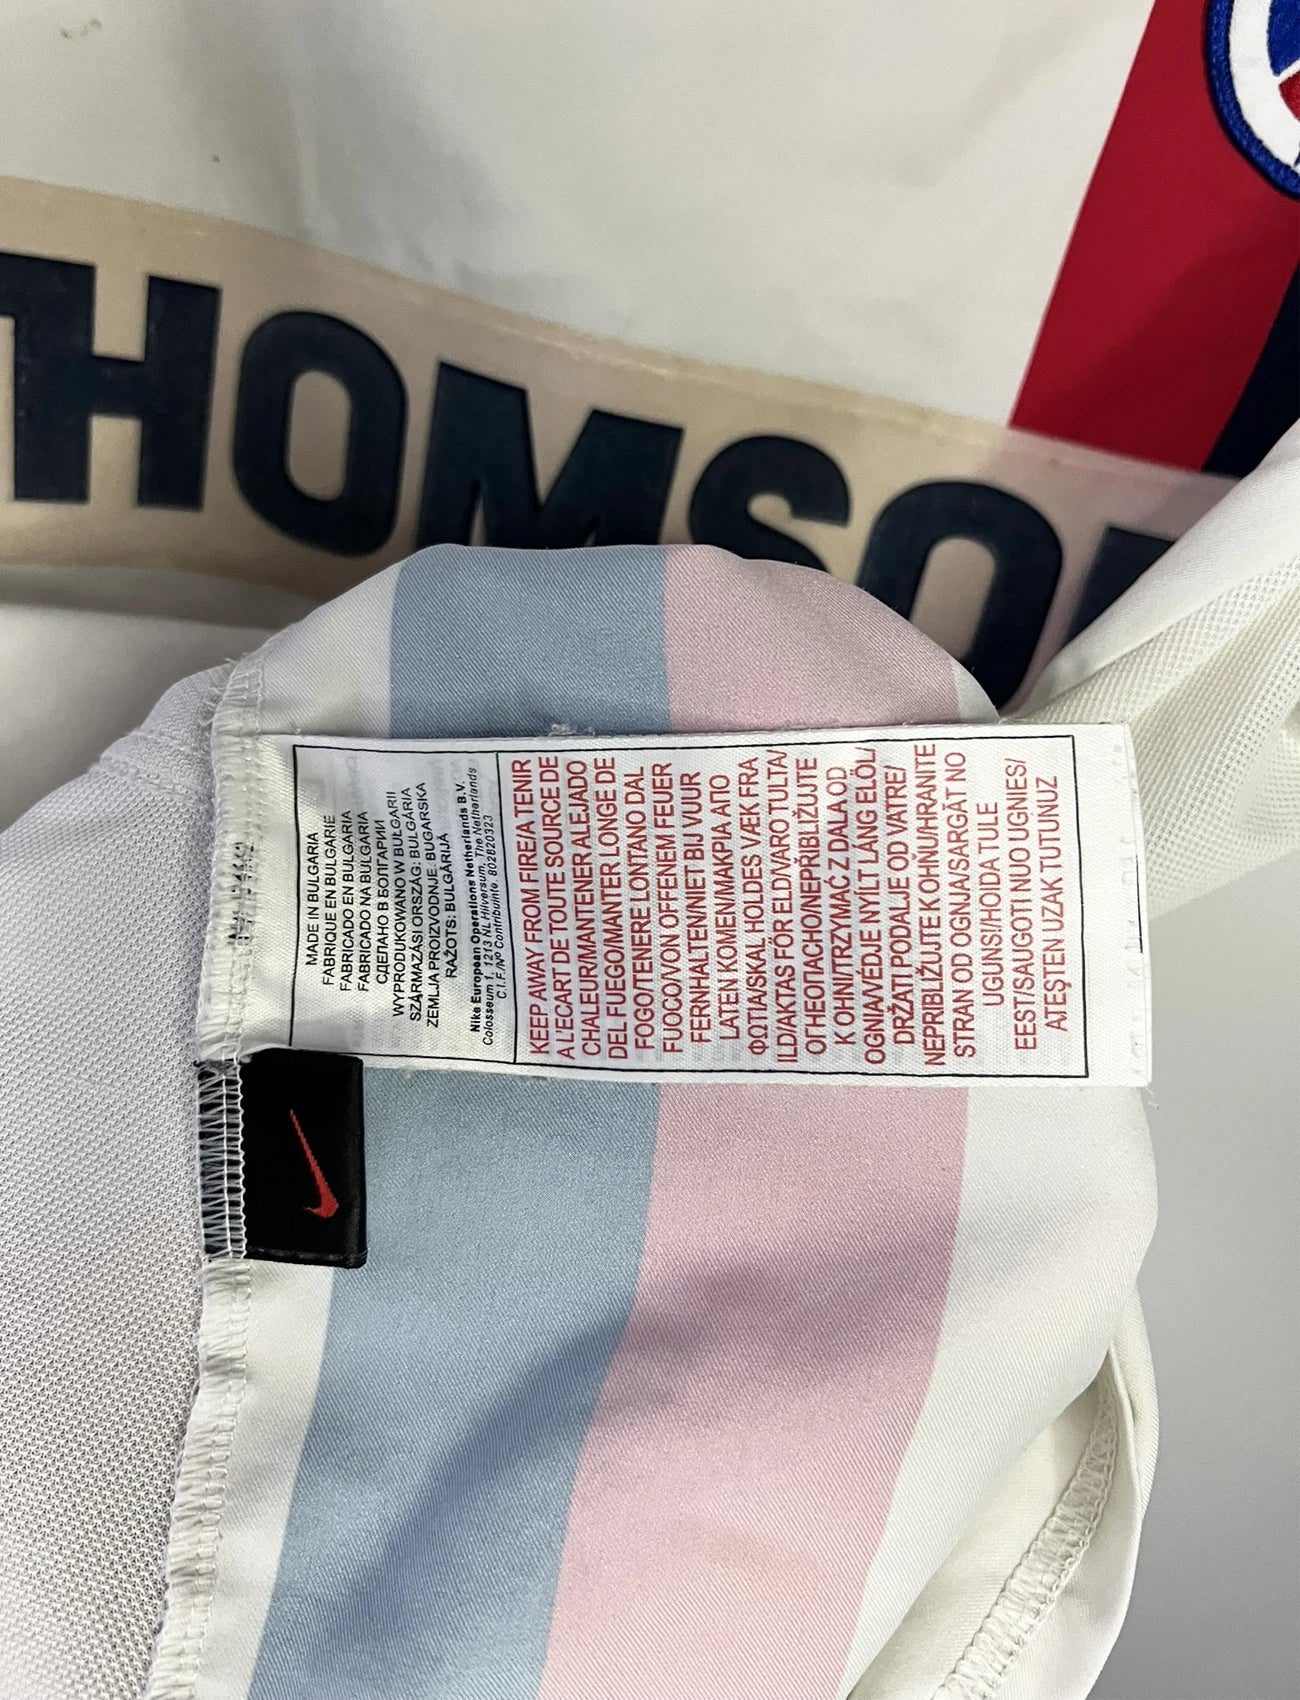 THOMSO
MADE IN BULGARIA
FABRIQUE EN BULGARIE
FABRICADO EN BULGARIA
FABRICADO NA BULGARIA
СДЕЛАНО В БОЛГАРИИ
WYPRODUKOWANO W BUŁGARII
SZÁRMAZÁSI ORSZÁG: BULGÁRIA
ZEMLJA PROIZVODNJE: BUGARSKA
RAŽOTS: BULGĀRIJĀ
Nike European Operations Netherlands B.V.
Colosseum 1, 1213 NL Hilversum, The Netherlands
C.I.F./Nº Contribuinte. 802820323
KEEP AWAY FROM FIRE/A TENIR
A L'ECART DE TOUTE SOURCE DE
CHALEUR/MANTENER ALEJADO
DEL FUEGO/MANTER LONGE DE
FOGO/TENERE LONTANO DAL
FUOCO/VON OFFENEM FEUER
FERNHALTEN/NIET BIJ VUUR
LATEN KOMEN/ΜΑΚΡΙΑ ΑΠΟ
ΦΩΤΙΑ/SKAL HOLDES VÆK FRA
ILD/AKTAS FÖR ELD/VARO TULTA/
ОГНЕОПАСНО/NEPŘIBLIŽUJTE
K OHNI/TRZYMAĆ Z DALA OD
OGNIA/VÉDJE NYÍLT LÁNG ELŐL/
DRŽATI PODALJE OD VATRE/
NEPRIBLIŽUJTE K OHŇU/HRANITE
STRAN OD OGNJA/SARGĀT NO
UGUNS//HOIDA TULE
EEST/SAUGOTI NUO UGNIES/
ATEŞTEN UZAK TUTUNUZ